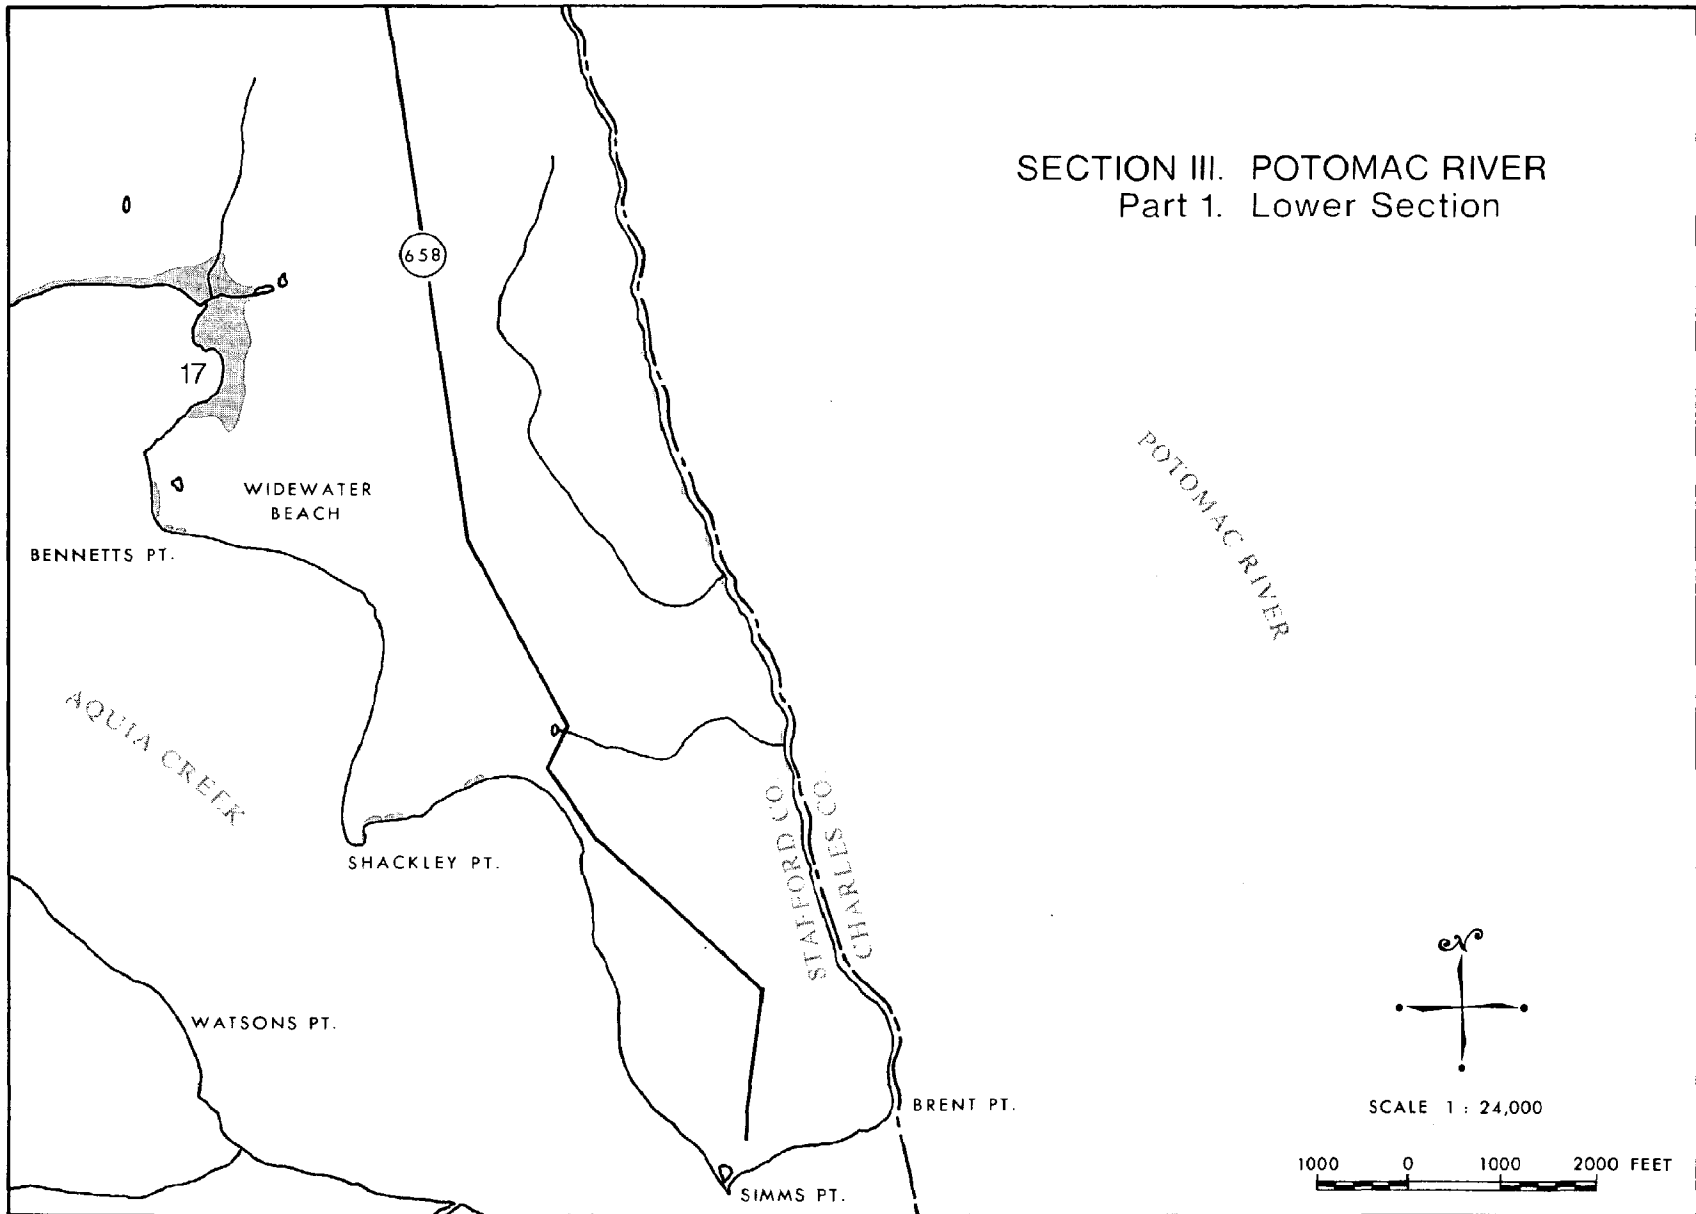 SECTION III. POTOMAC RIVER
Part 1. Lower Section
658
17
POTOMAC RIVER
WIDEWATER
BEACH
BENNETTS PT.
AQUIA CREEK
STAFFORD CO.
CHARLES CO.
SHACKLEY PT.
WATSONS PT.
N
BRENT PT.
SCALE 1 : 24,000
1000 0 1000 2000 FEET
SIMMS PT.